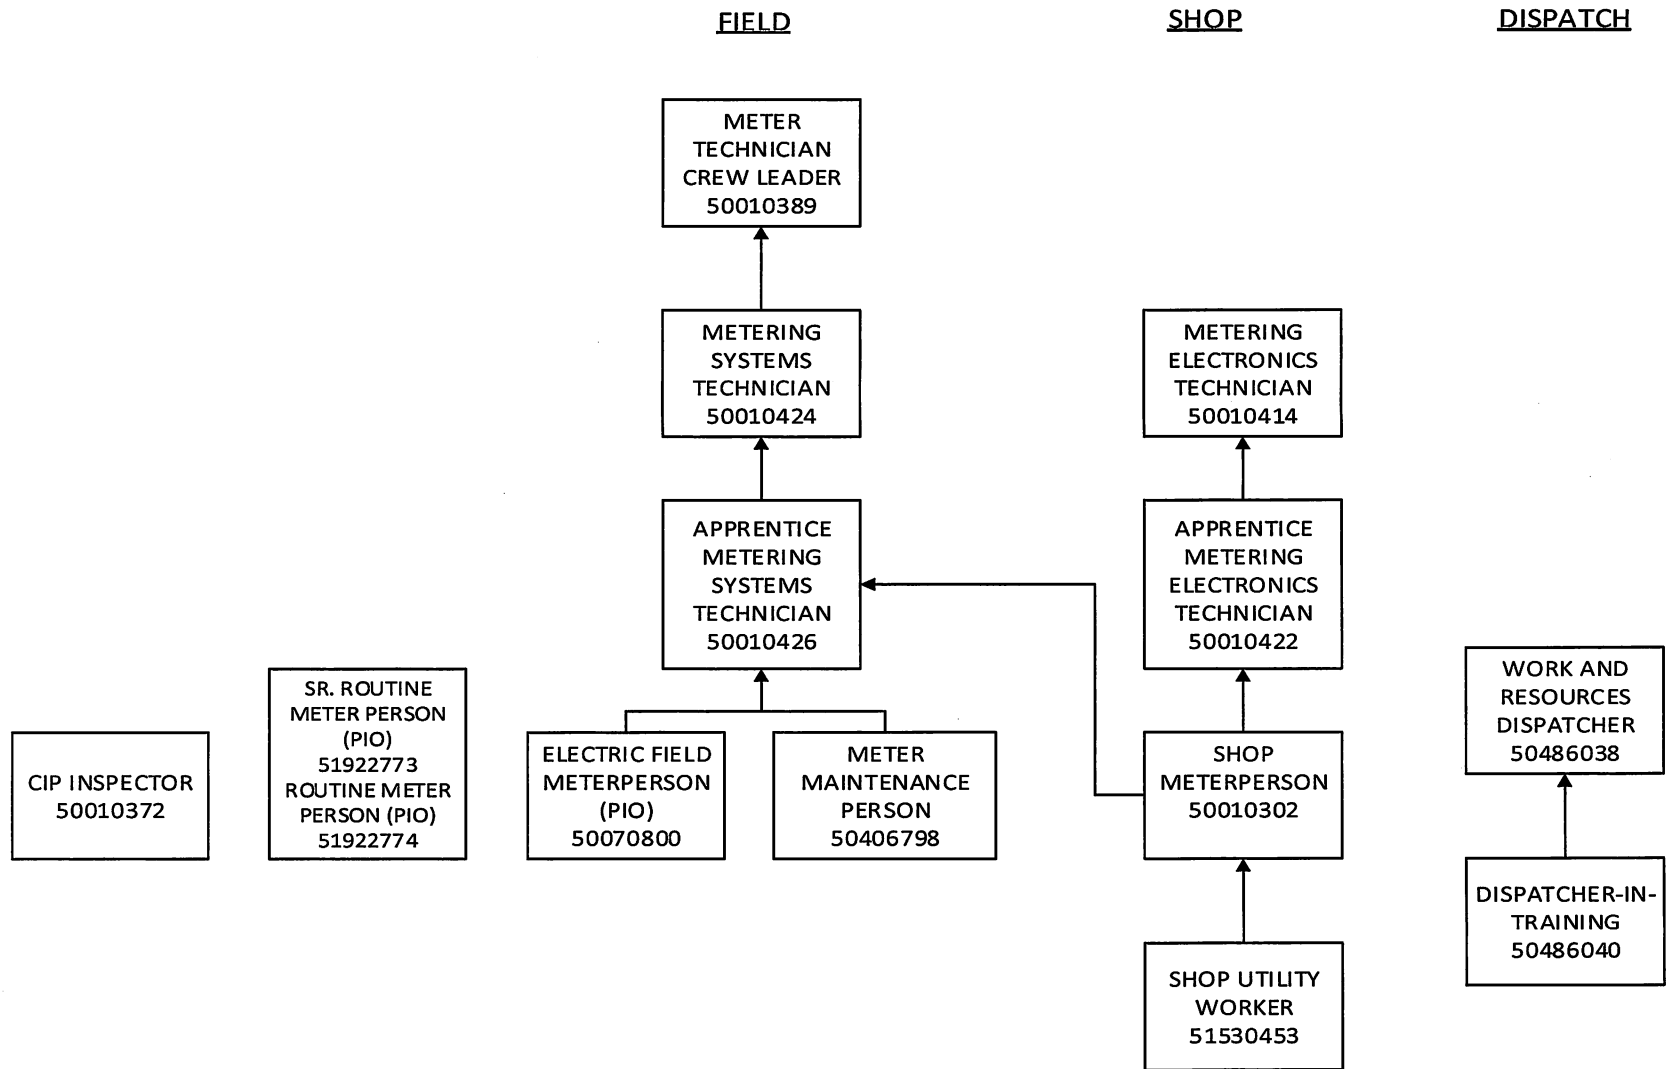 FIELD
SHOP
DISPATCH
METER
TECHNICIAN
CREW LEADER
50010389
METERING
SYSTEMS
TECHNICIAN
50010424
METERING
ELECTRONICS
TECHNICIAN
50010414
APPRENTICE
METERING
SYSTEMS
TECHNICIAN
50010426
APPRENTICE
METERING
ELECTRONICS
TECHNICIAN
50010422
WORK AND
RESOURCES
DISPATCHER
50486038
CIP INSPECTOR
50010372
SR. ROUTINE
METER PERSON
(PIO)
51922773
ROUTINE METER
PERSON (PIO)
51922774
ELECTRIC FIELD
METERPERSON
(PIO)
50070800
METER
MAINTENANCE
PERSON
50406798
SHOP
METERPERSON
50010302
DISPATCHER-IN-
TRAINING
50486040
SHOP UTILITY
WORKER
51530453